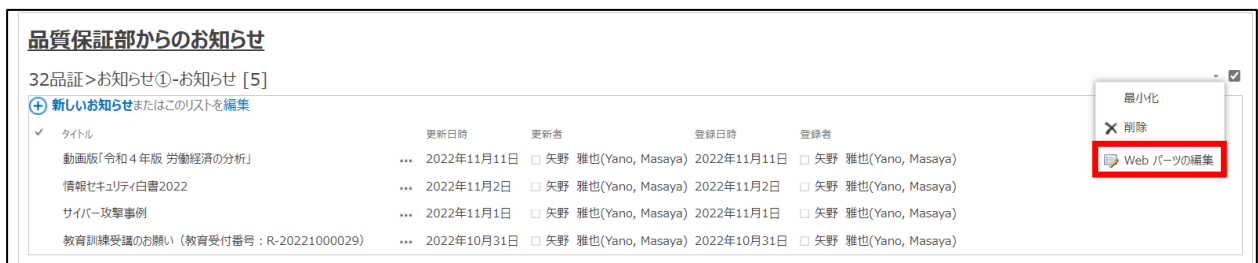 品質保証部からのお知らせ
32品証>お知らせ①-お知らせ [5]
新しいお知らせまたはこのリストを編集
タイトル 更新日時 更新者 登録日時 登録者
動画版「令和４年版 労働経済の分析」 ... 2022年11月11日 矢野 雅也(Yano, Masaya) 2022年11月11日 矢野 雅也(Yano, Masaya)
情報セキュリティ白書2022 ... 2022年11月2日 矢野 雅也(Yano, Masaya) 2022年11月2日 矢野 雅也(Yano, Masaya)
サイバー攻撃事例 ... 2022年11月1日 矢野 雅也(Yano, Masaya) 2022年11月1日 矢野 雅也(Yano, Masaya)
教育訓練受講のお願い（教育受付番号：R-20221000029） ... 2022年10月31日 矢野 雅也(Yano, Masaya) 2022年10月31日 矢野 雅也(Yano, Masaya)
最小化
削除
Web パーツの編集